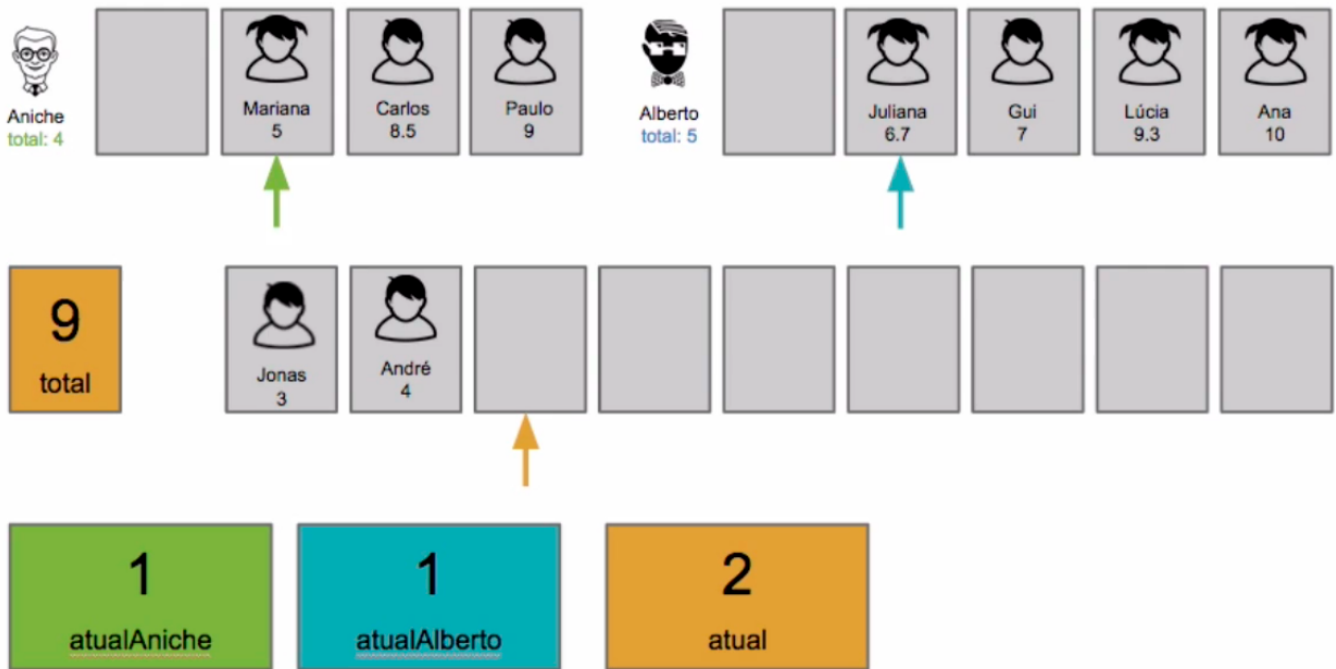 Aniche
total: 4
Mariana
5
Carlos
8.5
Paulo
9
Alberto
total: 5
Juliana
6.7
Gui
7
Lúcia
9.3
Ana
10
9
total
Jonas
3
André
4
1
atualAniche
1
atualAlberto
2
atual